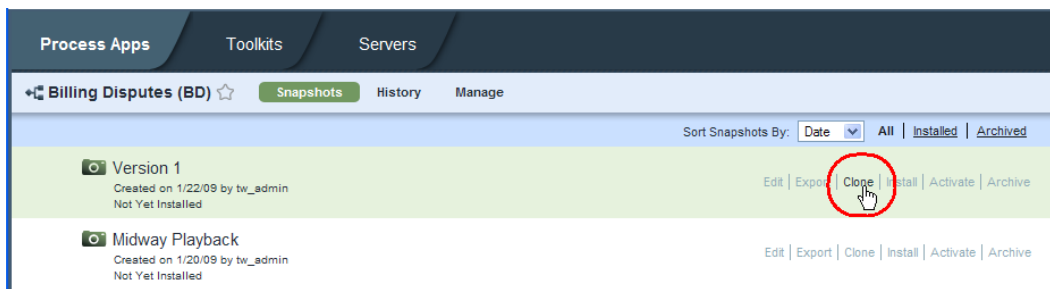 Process Apps Toolkits Servers
Billing Disputes (BD) Snapshots History Manage
Sort Snapshots By: Date All | Installed | Archived
Version 1
Edit | Export | Clone | Install | Activate | Archive
Created on 1/22/09 by tw_admin
Not Yet Installed
Midway Playback
Edit | Export | Clone | Install | Activate | Archive
Created on 1/20/09 by tw_admin
Not Yet Installed